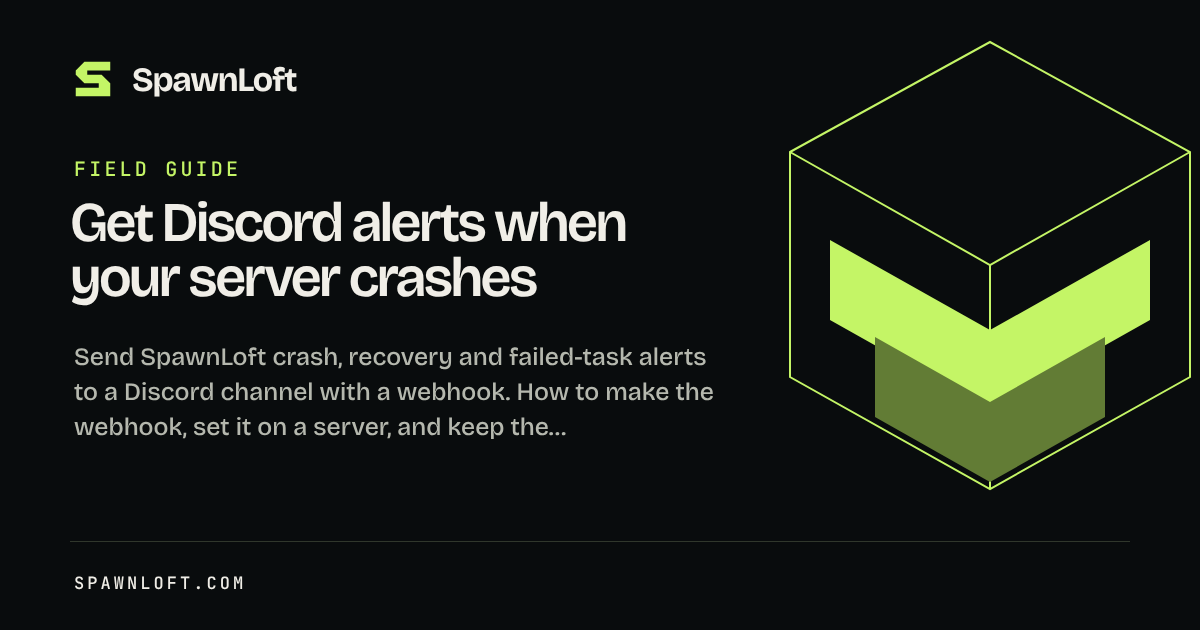 SpawnLoft
FIELD GUIDE
Get Discord alerts when
your server crashes
Send SpawnLoft crash, recovery and failed-task alerts
to a Discord channel with a webhook. How to make the
webhook, set it on a server, and keep the...
SPAWNLOFT.COM